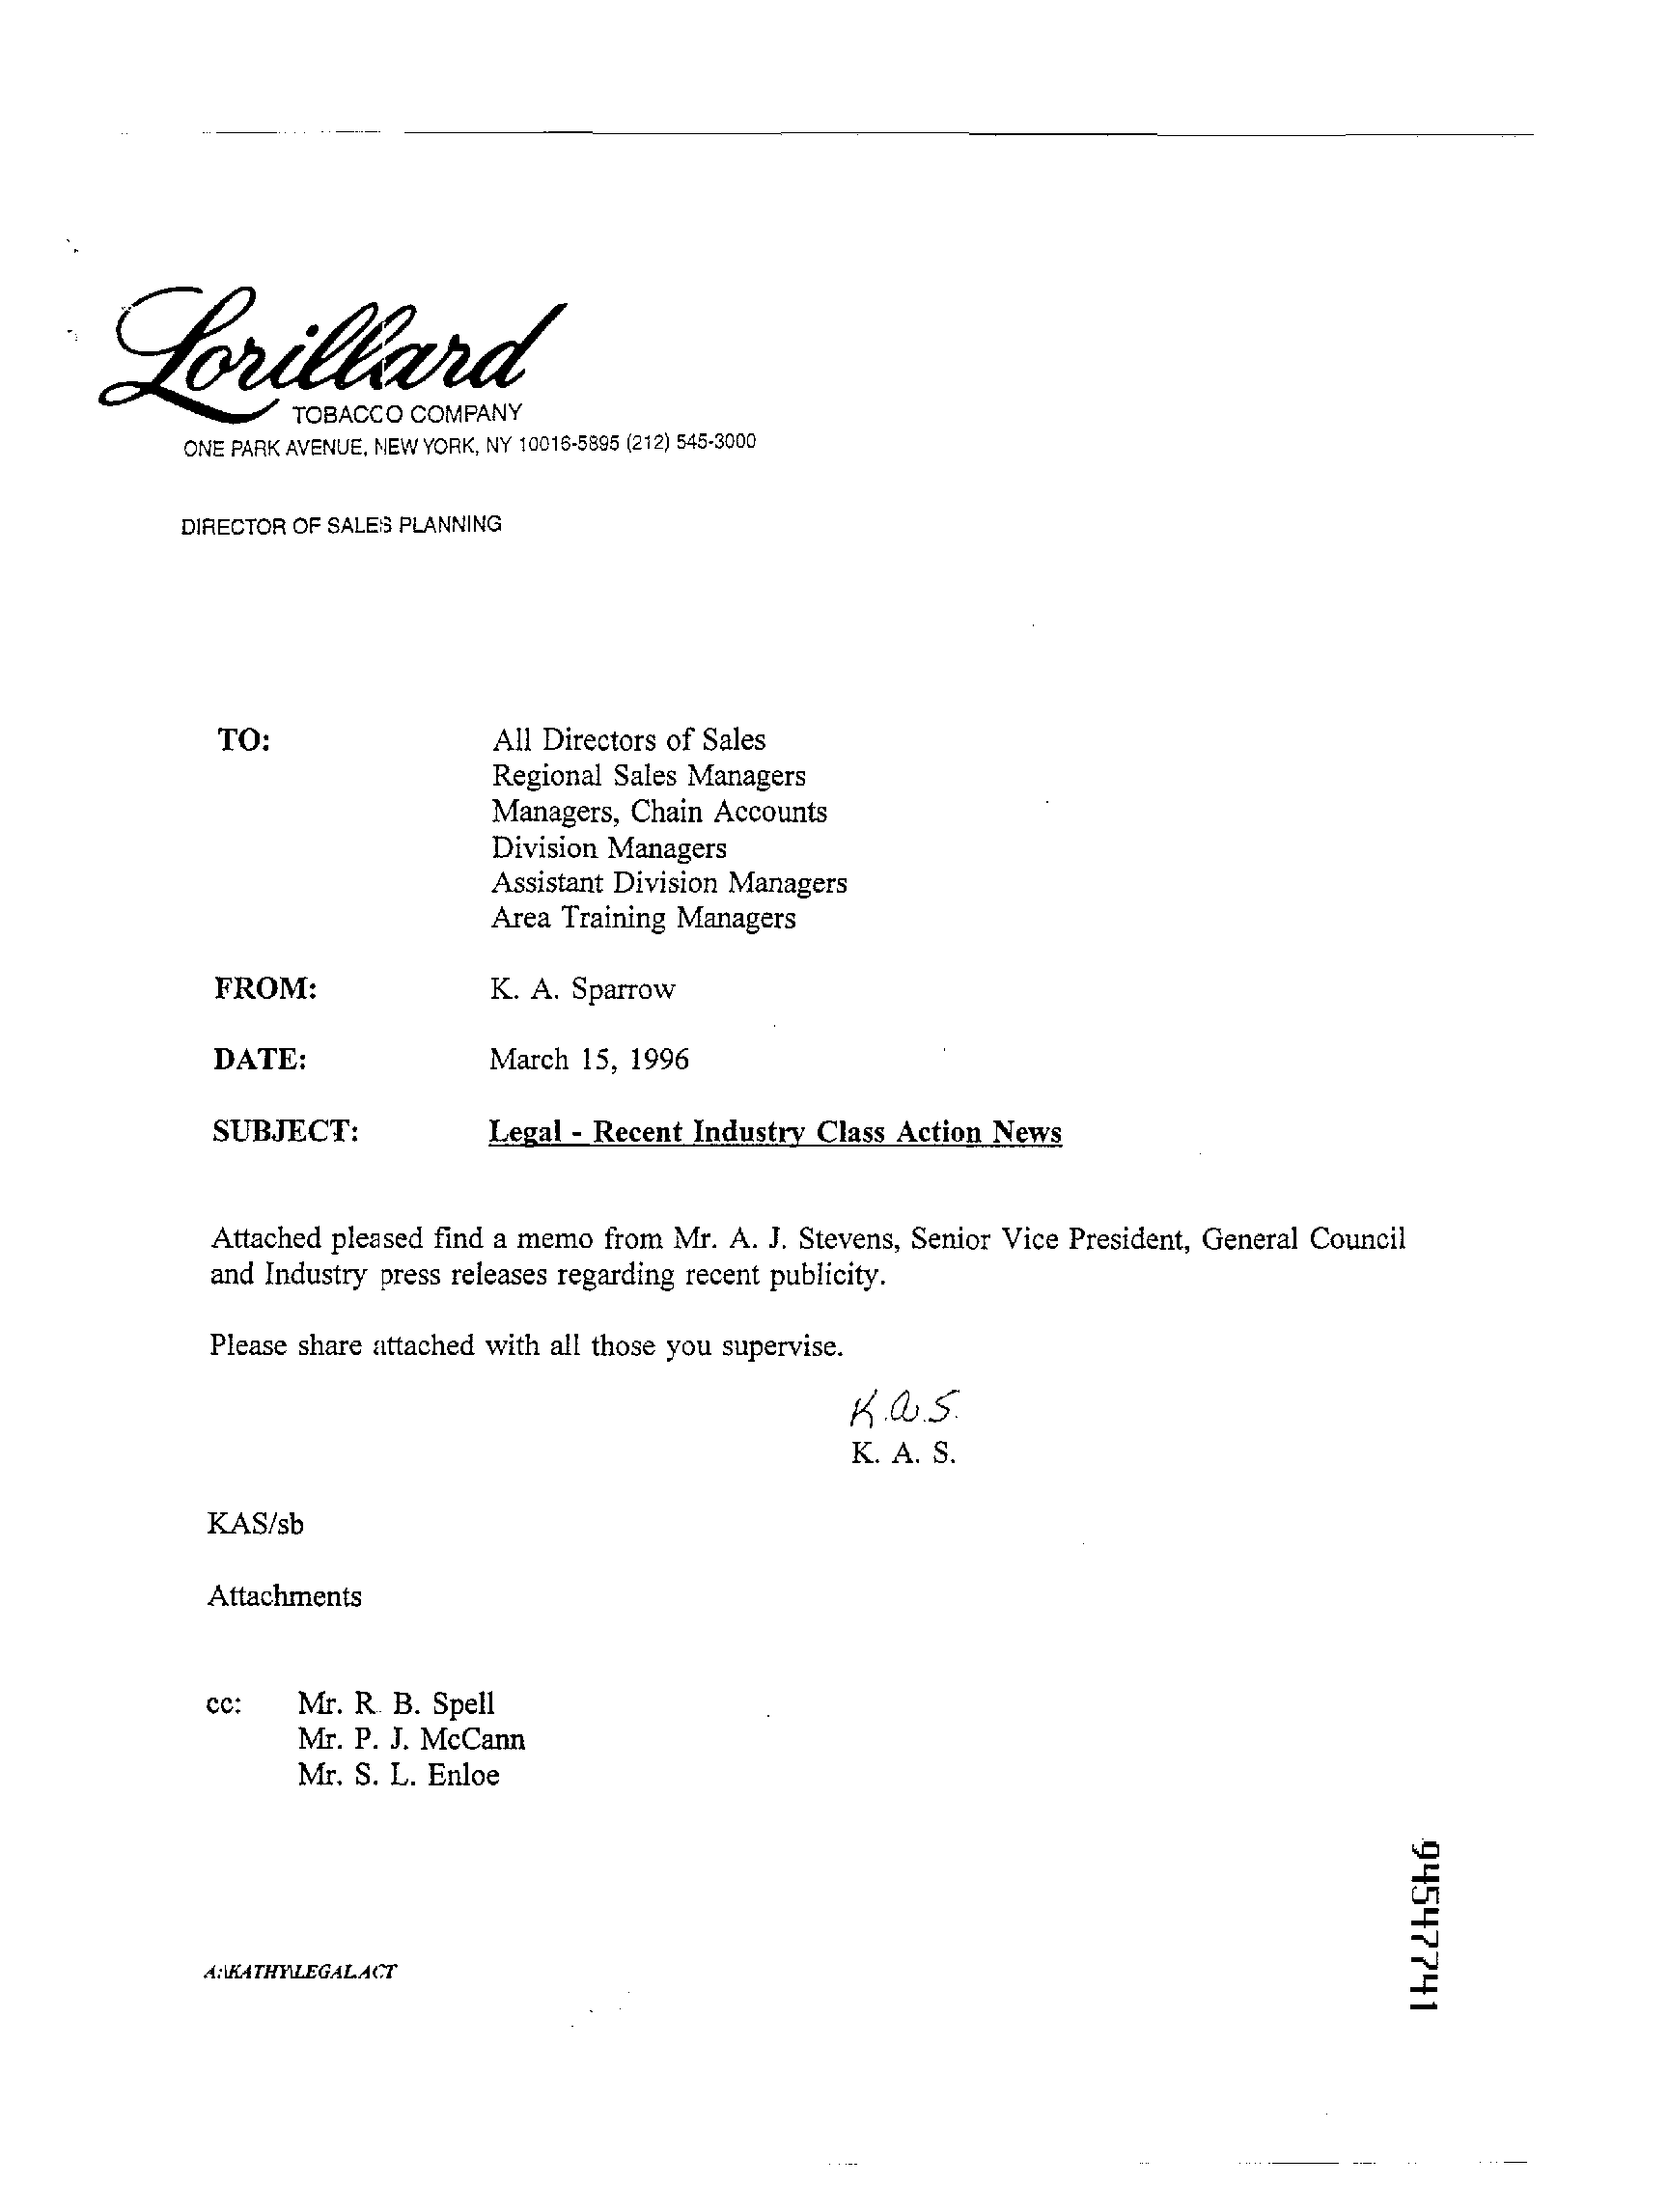 Lorillard
TOBACCO COMPANY
ONE PARK AVENUE, NEW YORK, NY 10016-5895 (212) 545-3000
DIRECTOR OF SALES PLANNING
TO: All Directors of Sales
Regional Sales Managers
Managers, Chain Accounts
Division Managers
Assistant Division Managers
Area Training Managers
FROM: K. A. Sparrow
DATE: March 15, 1996
SUBJECT: Legal - Recent Industry Class Action News
Attached pleased find a memo from Mr. A. J. Stevens, Senior Vice President, General Council
and Industry press releases regarding recent publicity.
Please share attached with all those you supervise.
K.A.S.
K. A. S.
KAS/sb
Attachments
cc: Mr. R. B. Spell
Mr. P. J. McCann
Mr. S. L. Enloe
94547741
A:\KATHY\LEGAL.ACT